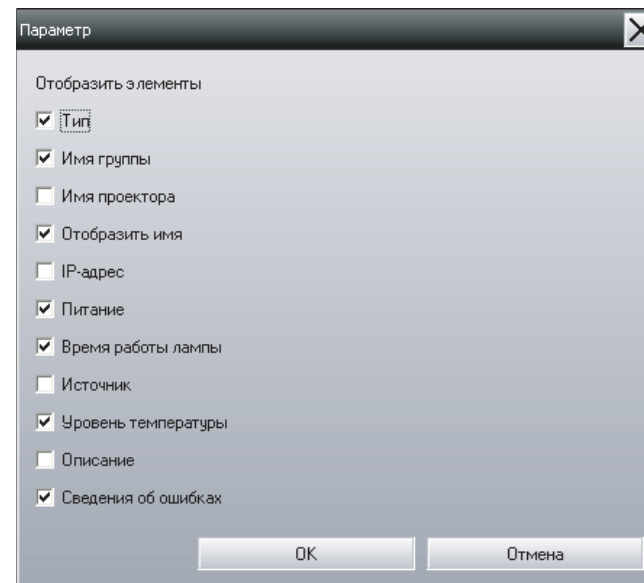 Параметр
Отобразить элементы
Тип
Имя группы
Имя проектора
Отобразить имя
IP-адрес
Питание
Время работы лампы
Источник
Уровень температуры
Описание
Сведения об ошибках
OK Отмена